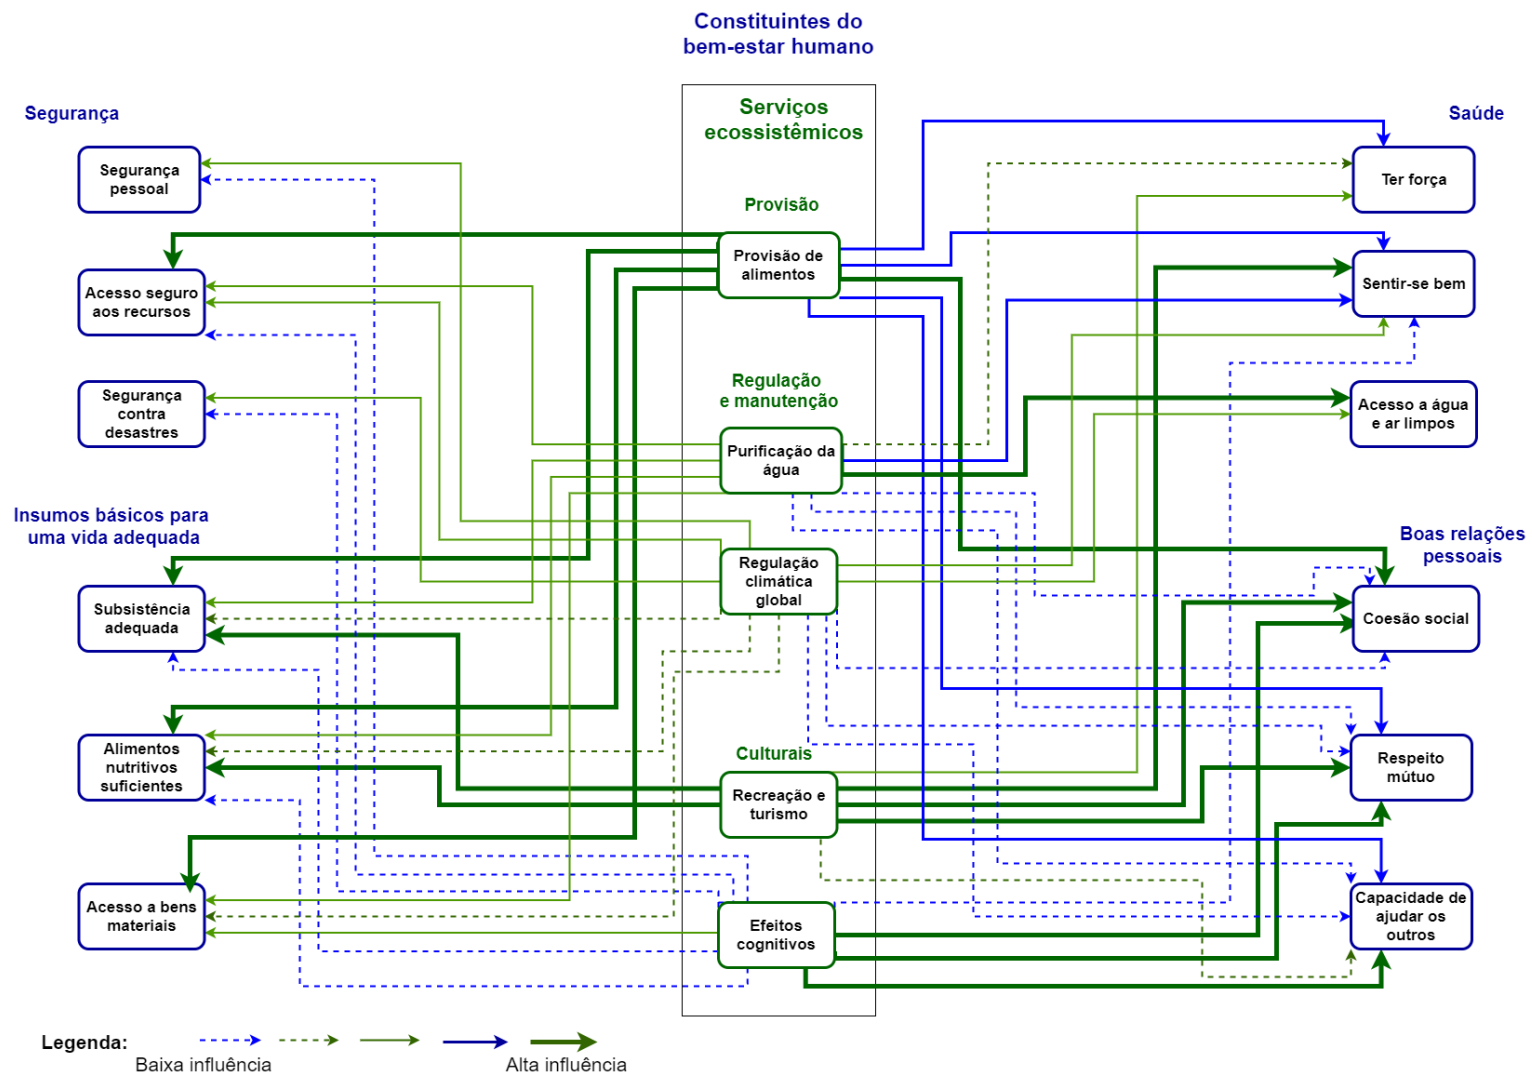 Constituintes do
bem-estar humano
Segurança
Serviços
ecossistêmicos
Saúde
Segurança
pessoal
Ter força
Provisão
Provisão de
alimentos
Sentir-se bem
Acesso seguro
aos recursos
Regulação
e manutenção
Segurança
contra
desastres
Acesso a água
e ar limpos
Purificação da
água
Insumos básicos para
uma vida adequada
Boas relações
pessoais
Regulação
climática
global
Subsistência
adequada
Coesão social
Culturais
Alimentos
nutritivos
suficientes
Respeito
mútuo
Recreação e
turismo
Acesso a bens
materiais
Efeitos
cognitivos
Capacidade de
ajudar os
outros
Legenda:
Baixa influência
Alta influência